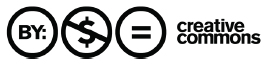 BY: $ =
creative
commons